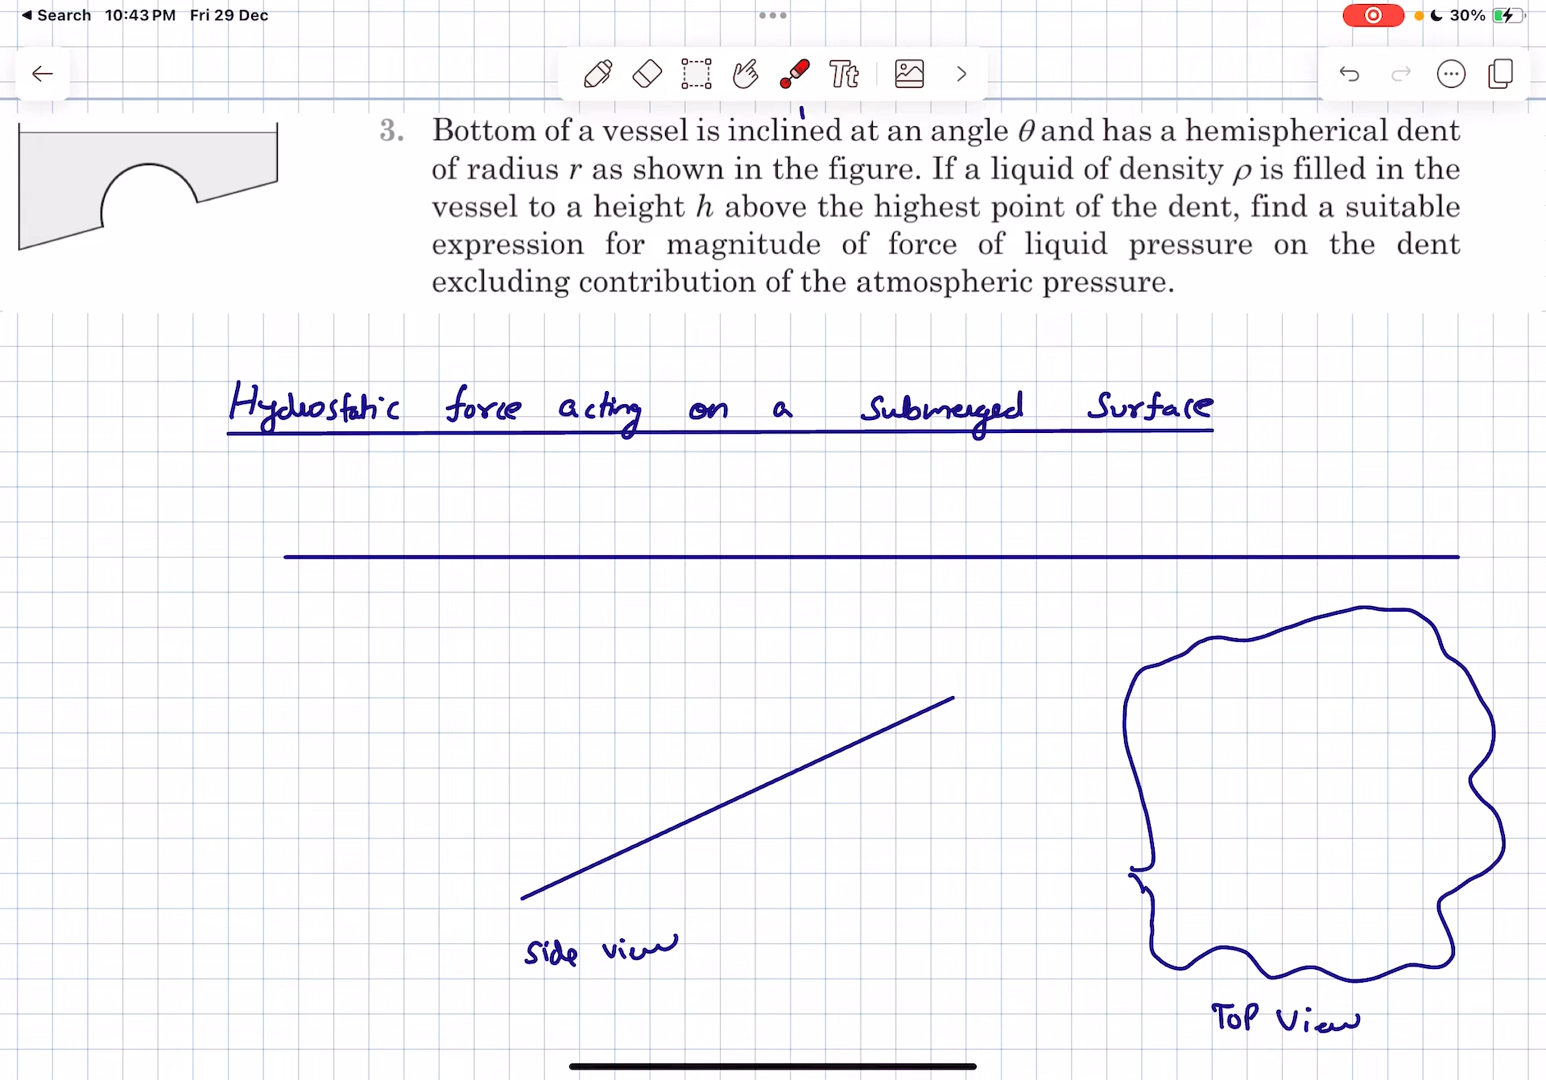 ◀ Search 10:43 PM Fri 29 Dec
30%
Tt
3. Bottom of a vessel is inclined at an angle θ and has a hemispherical dent
of radius r as shown in the figure. If a liquid of density ρ is filled in the
vessel to a height h above the highest point of the dent, find a suitable
expression for magnitude of force of liquid pressure on the dent
excluding contribution of the atmospheric pressure.
Hydrostatic force acting on a Submerged Surface
Side view
Top View